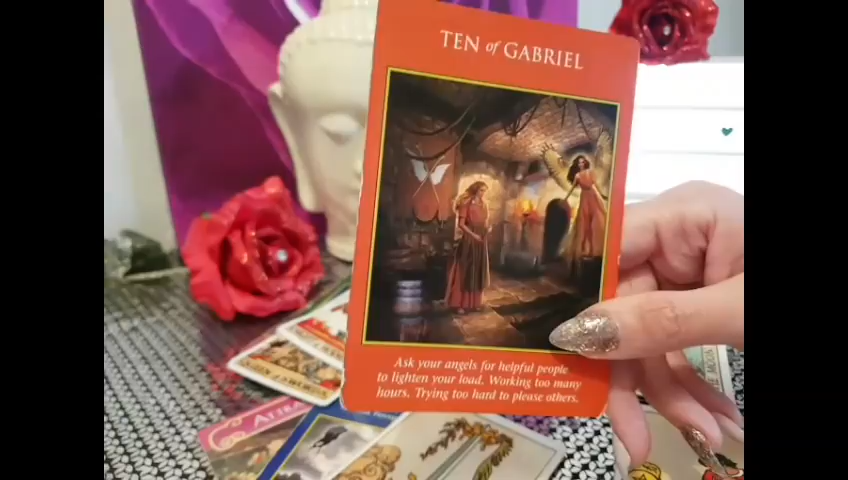 TEN of GABRIEL
Ask your angels for helpful people
to lighten your load. Working too many
hours. Trying too hard to please others.
ATTRA